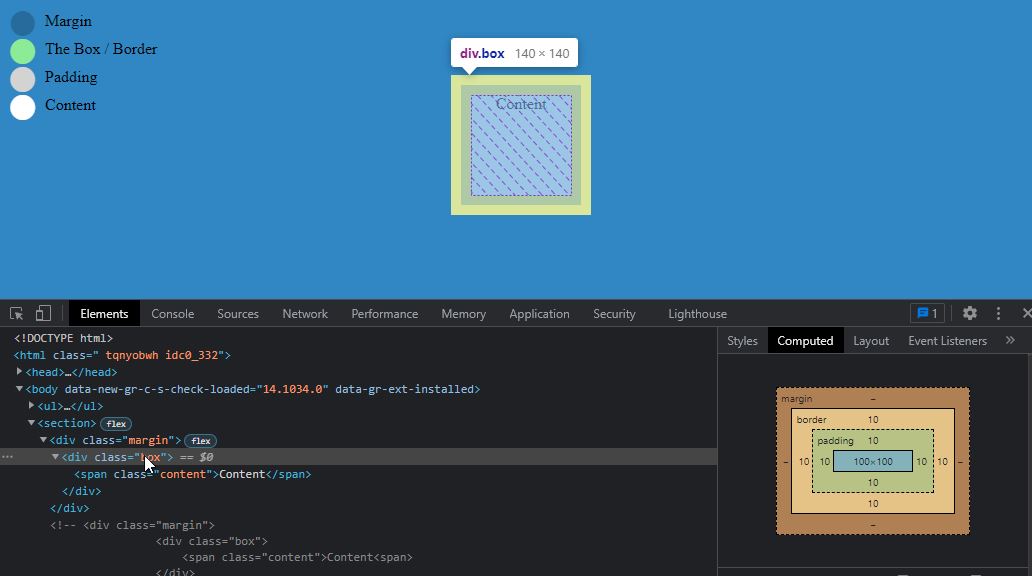 Margin
The Box / Border
Padding
Content
div.box 140 × 140
Content
Elements Console Sources Network Performance Memory Application Security Lighthouse 1
<!DOCTYPE html>
<html class=" tqnyobwh idc0_332">
<head>…</head>
<body data-new-gr-c-s-check-loaded="14.1034.0" data-gr-ext-installed>
<ul>…</ul>
<section> flex
<div class="margin"> flex
<div class="box"> == $0
<span class="content">Content</span>
</div>
</div>
<!-- <div class="margin">
<div class="box">
<span class="content">Content<span>
</div>
Styles Computed Layout Event Listeners »
margin –
border 10
padding 10
– 10 10 100×100 10 10 –
10
10
–